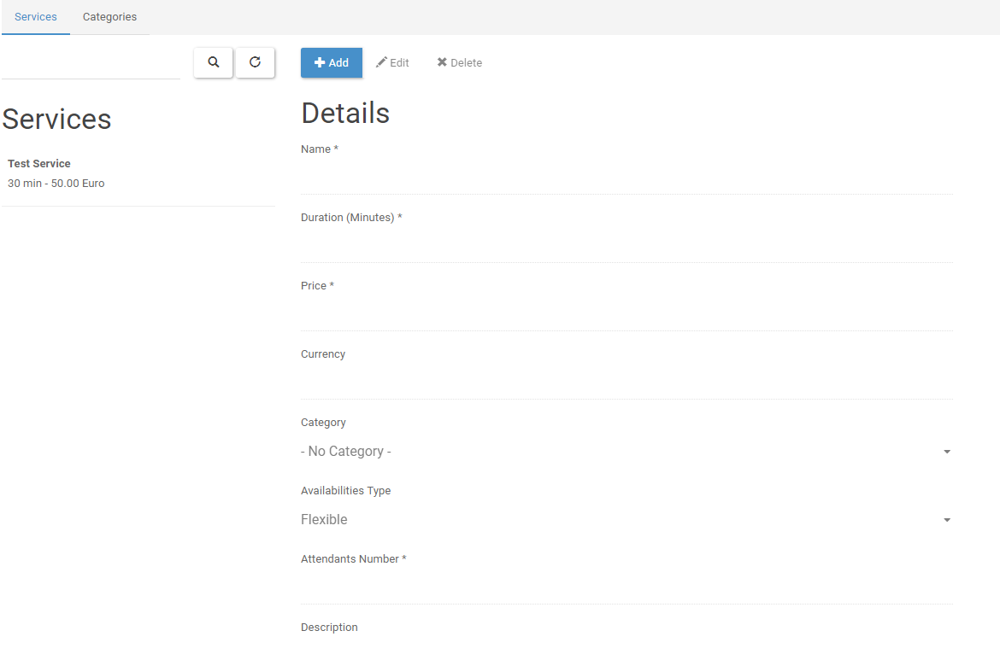 Services Categories
Add Edit Delete
Services
Test Service
30 min - 50.00 Euro
Details
Name *
Duration (Minutes) *
Price *
Currency
Category
- No Category -
Availabilities Type
Flexible
Attendants Number *
Description